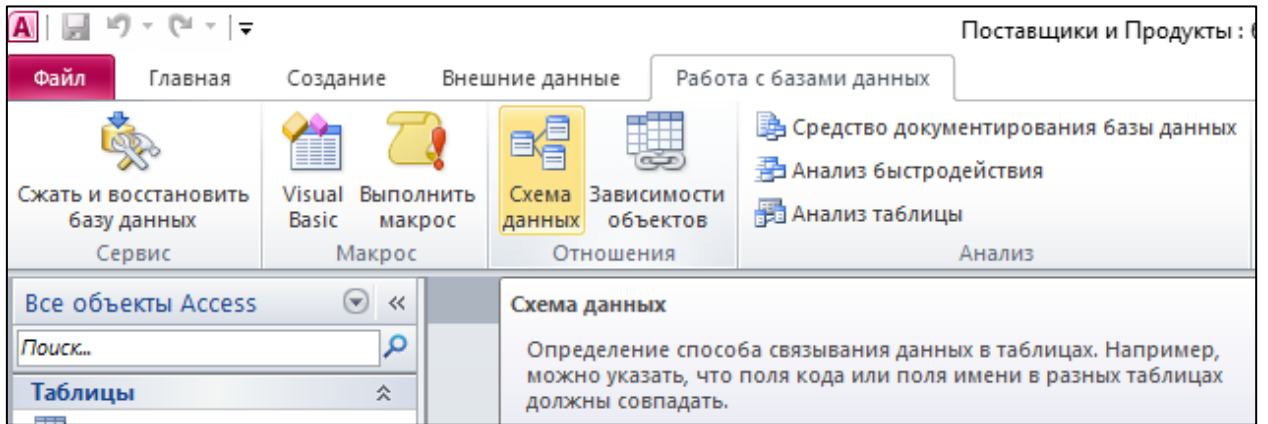 Поставщики и Продукты :
Файл Главная Создание Внешние данные Работа с базами данных
Сжать и восстановить базу данных
Visual Basic
Выполнить макрос
Схема данных
Зависимости объектов
Средство документирования базы данных
Анализ быстродействия
Анализ таблицы
Сервис Макрос Отношения Анализ
Все объекты Access
Поиск...
Таблицы
Схема данных
Определение способа связывания данных в таблицах. Например,
можно указать, что поля кода или поля имени в разных таблицах
должны совпадать.